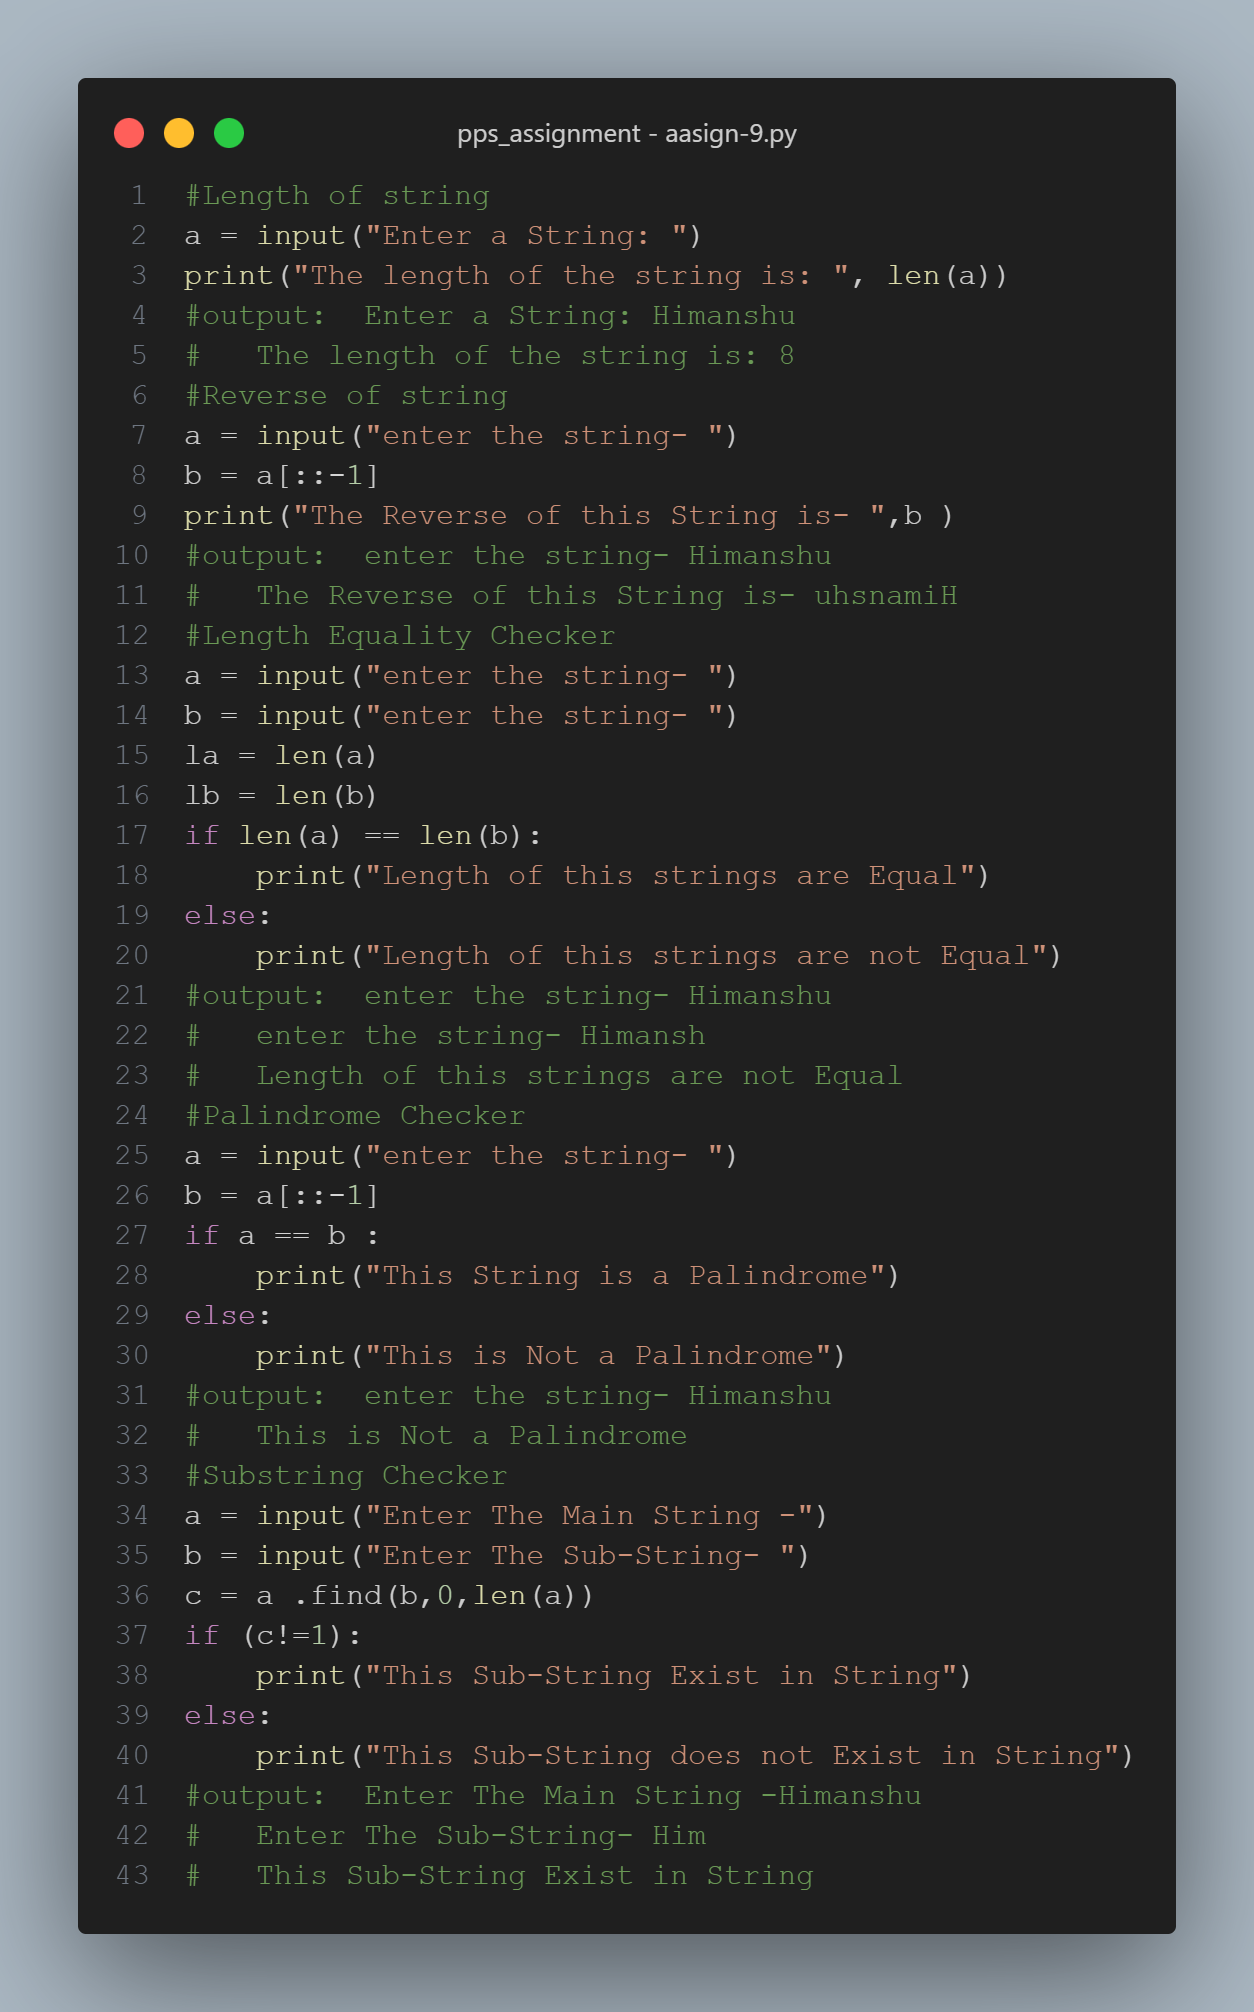 pps_assignment - aasign-9.py
1 #Length of string
2 a = input("Enter a String: ")
3 print("The length of the string is: ", len(a))
4 #output:  Enter a String: Himanshu
5 #   The length of the string is: 8
6 #Reverse of string
7 a = input("enter the string- ")
8 b = a[::-1]
9 print("The Reverse of this String is- ",b )
10 #output:  enter the string- Himanshu
11 #   The Reverse of this String is- uhsnamiH
12 #Length Equality Checker
13 a = input("enter the string- ")
14 b = input("enter the string- ")
15 la = len(a)
16 lb = len(b)
17 if len(a) == len(b):
18     print("Length of this strings are Equal")
19 else:
20     print("Length of this strings are not Equal")
21 #output:  enter the string- Himanshu
22 #   enter the string- Himansh
23 #   Length of this strings are not Equal
24 #Palindrome Checker
25 a = input("enter the string- ")
26 b = a[::-1]
27 if a == b :
28     print("This String is a Palindrome")
29 else:
30     print("This is Not a Palindrome")
31 #output:  enter the string- Himanshu
32 #   This is Not a Palindrome
33 #Substring Checker
34 a = input("Enter The Main String -")
35 b = input("Enter The Sub-String- ")
36 c = a .find(b,0,len(a))
37 if (c!=1):
38     print("This Sub-String Exist in String")
39 else:
40     print("This Sub-String does not Exist in String")
41 #output:  Enter The Main String -Himanshu
42 #   Enter The Sub-String- Him
43 #   This Sub-String Exist in String